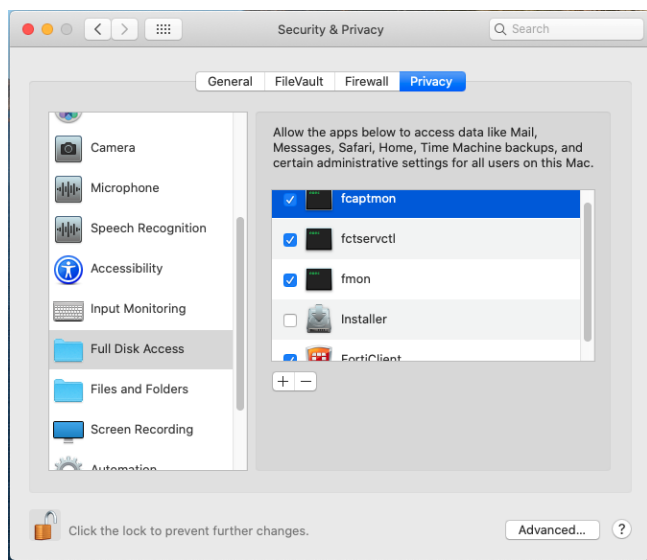 Security & Privacy
Search
General
FileVault
Firewall
Privacy
Camera
Microphone
Speech Recognition
Accessibility
Input Monitoring
Full Disk Access
Files and Folders
Screen Recording
Automation
Allow the apps below to access data like Mail,
Messages, Safari, Home, Time Machine backups, and
certain administrative settings for all users on this Mac.
fcaptmon
fctservctl
fmon
Installer
FortiClient
+ −
Click the lock to prevent further changes.
Advanced...
?